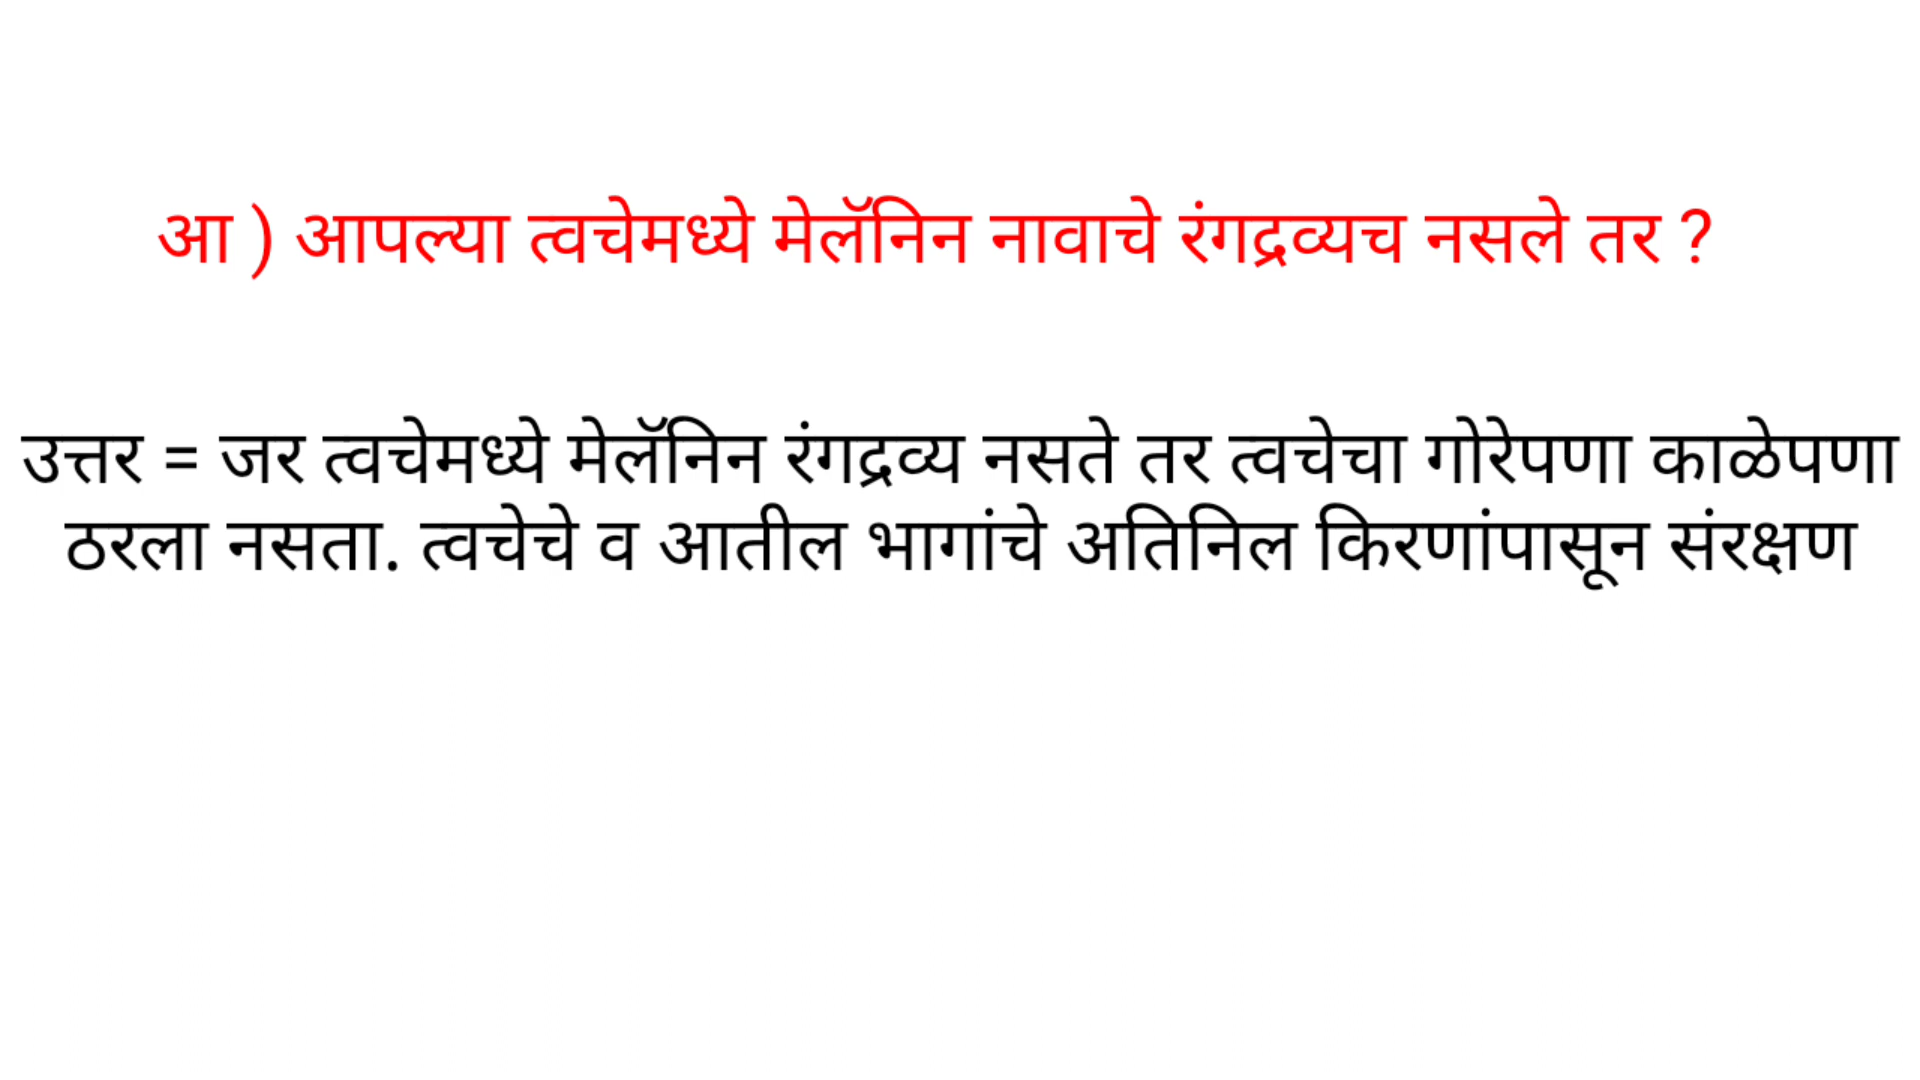 आ ) आपल्या त्वचेमध्ये मेलॅनिन नावाचे रंगद्रव्यच नसले तर ?
उत्तर = जर त्वचेमध्ये मेलॅनिन रंगद्रव्य नसते तर त्वचेचा गोरेपणा काळेपणा
ठरला नसता. त्वचेचे व आतील भागांचे अतिनिल किरणांपासून संरक्षण